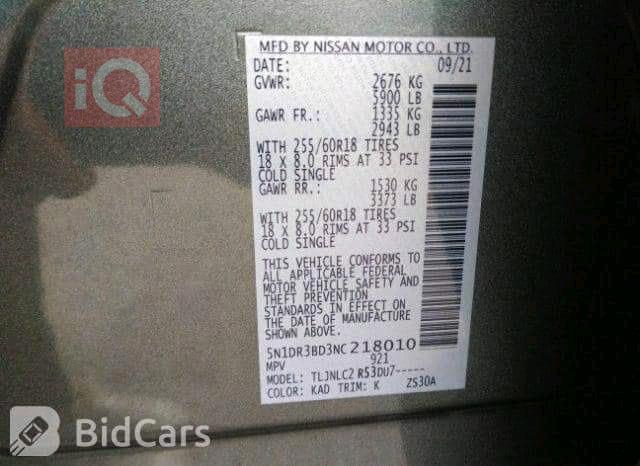 MFD BY NISSAN MOTOR CO., LTD.
DATE: 09/21
GVWR: 2676 KG
5900 LB
GAWR FR.: 1335 KG
2943 LB
WITH 255/60R18 TIRES
18 X 8.0 RIMS AT 33 PSI
COLD SINGLE
GAWR RR.: 1530 KG
3373 LB
WITH 255/60R18 TIRES
18 X 8.0 RIMS AT 33 PSI
COLD SINGLE
THIS VEHICLE CONFORMS TO
ALL APPLICABLE FEDERAL
MOTOR VEHICLE SAFETY AND
THEFT PREVENTION
STANDARDS IN EFFECT ON
THE DATE OF MANUFACTURE
SHOWN ABOVE.
5N1DR3BD3NC218010
MPV 921
MODEL: TLJNLC2 R53DU7-----
COLOR: KAD TRIM: K ZS30A
iQ
BidCars